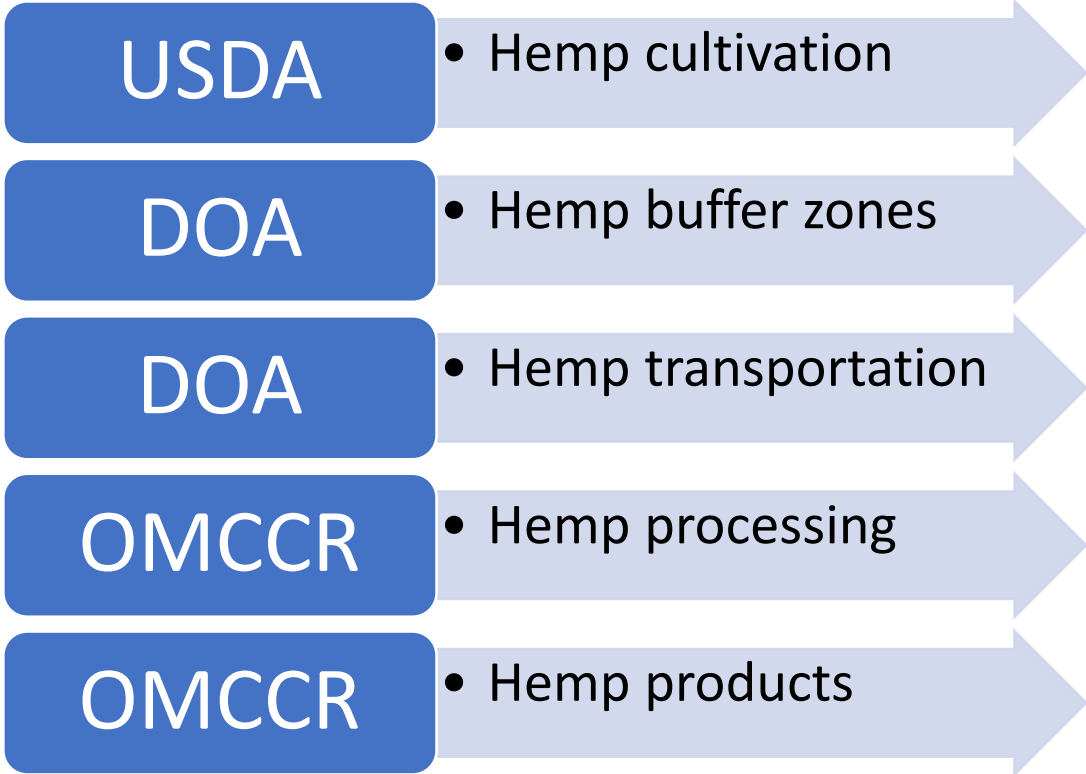 USDA
• Hemp cultivation
DOA
• Hemp buffer zones
DOA
• Hemp transportation
OMCCR
• Hemp processing
OMCCR
• Hemp products